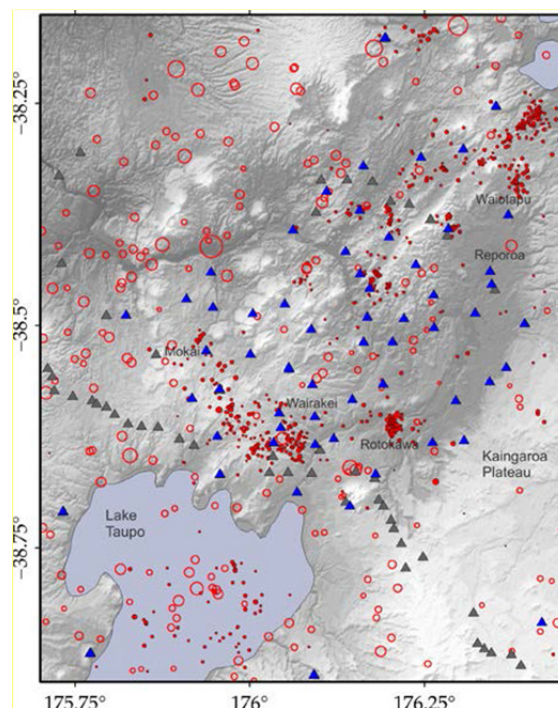 -38.25°
Waiotapu
Reporoa
-38.5°
Mokai
Wairakei
Rotokawa
Kaingaroa
Plateau
Lake
Taupo
-38.75°
175.75°
176°
176.25°